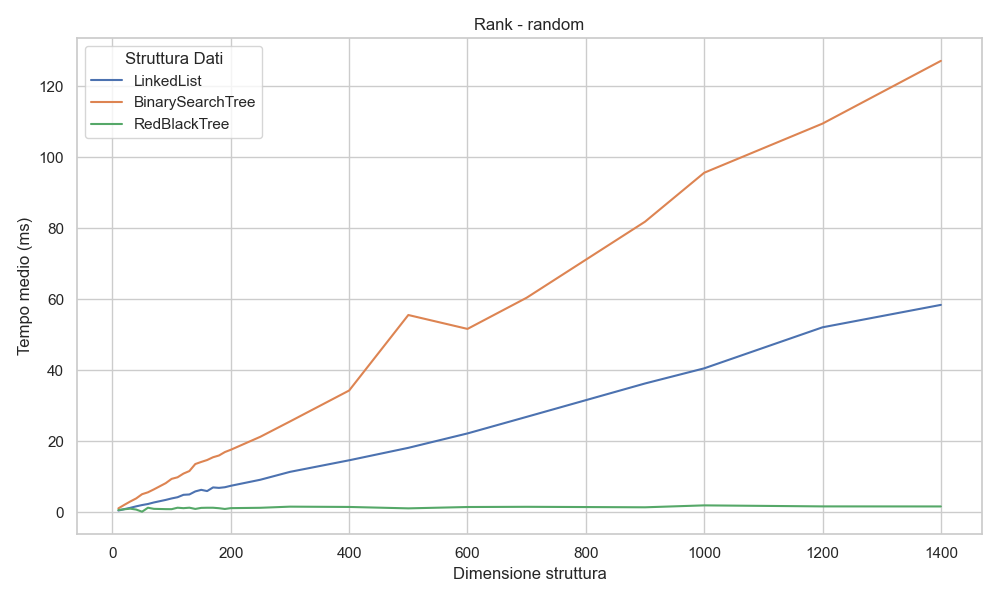 Rank - random
Struttura Dati
LinkedList
BinarySearchTree
RedBlackTree
Tempo medio (ms)
120
100
80
60
40
20
0
0 200 400 600 800 1000 1200 1400
Dimensione struttura